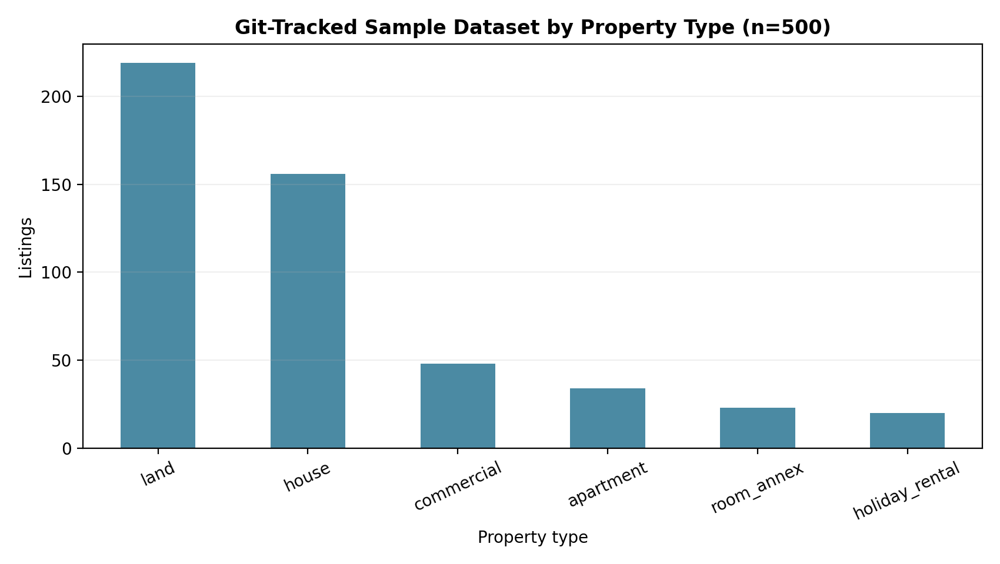 Git-Tracked Sample Dataset by Property Type (n=500)
Listings
200
150
100
50
0
land
house
commercial
apartment
room_annex
holiday_rental
Property type